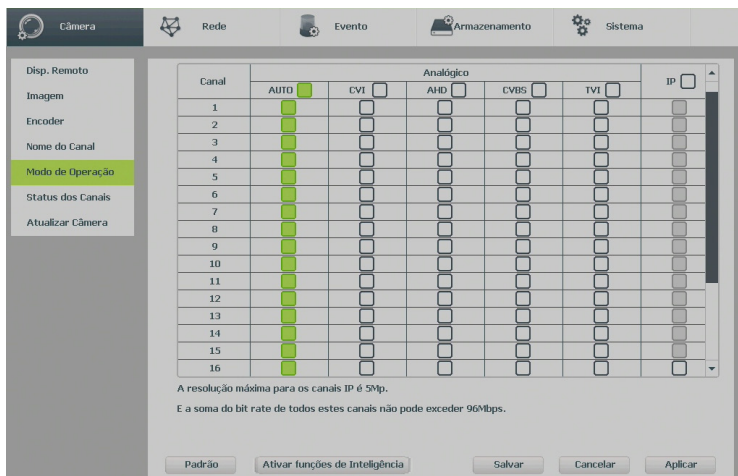 Câmera Rede Evento Armazenamento Sistema
Disp. Remoto
Imagem
Encoder
Nome do Canal
Modo de Operação
Status dos Canais
Atualizar Câmera
Canal Analógico IP
AUTO CVI AHD CVBS TVI
1
2
3
4
5
6
7
8
9
10
11
12
13
14
15
16
A resolução máxima para os canais IP é 5Mp.
E a soma do bit rate de todos estes canais não pode exceder 96Mbps.
Padrão Ativar funções de Inteligência Salvar Cancelar Aplicar